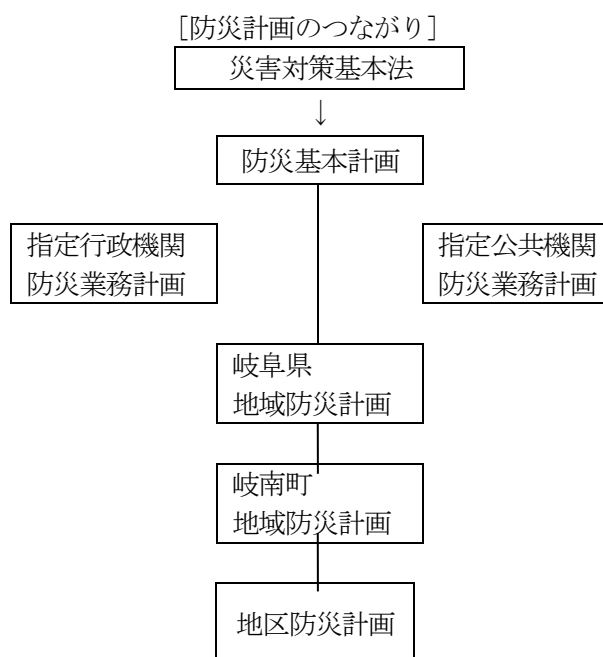 ［防災計画のつながり］
災害対策基本法
↓
防災基本計画
指定行政機関
防災業務計画
指定公共機関
防災業務計画
岐阜県
地域防災計画
岐南町
地域防災計画
地区防災計画